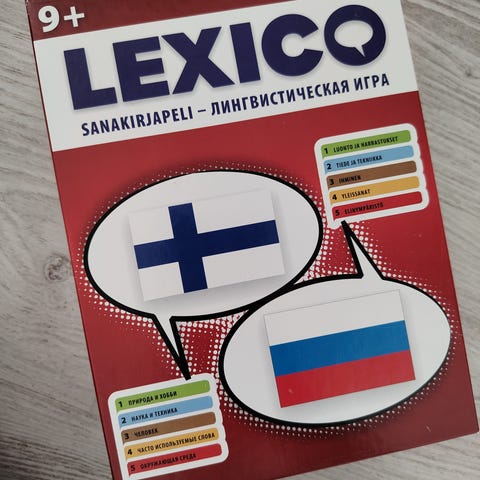 9+
LEXICO
SANAKIRJAPELI – ЛИНГВИСТИЧЕСКАЯ ИГРА
1 LUONTO JA HARRASTUKSET
2 TIEDE JA TEKNIIKKA
3 IHMINEN
4 YLEISSANAT
5 ELINYMPÄRISTÖ
1 ПРИРОДА И ХОББИ
2 НАУКА И ТЕХНИКА
3 ЧЕЛОВЕК
4 ЧАСТО ИСПОЛЬЗУЕМЫЕ СЛОВА
5 ОКРУЖАЮЩАЯ СРЕДА